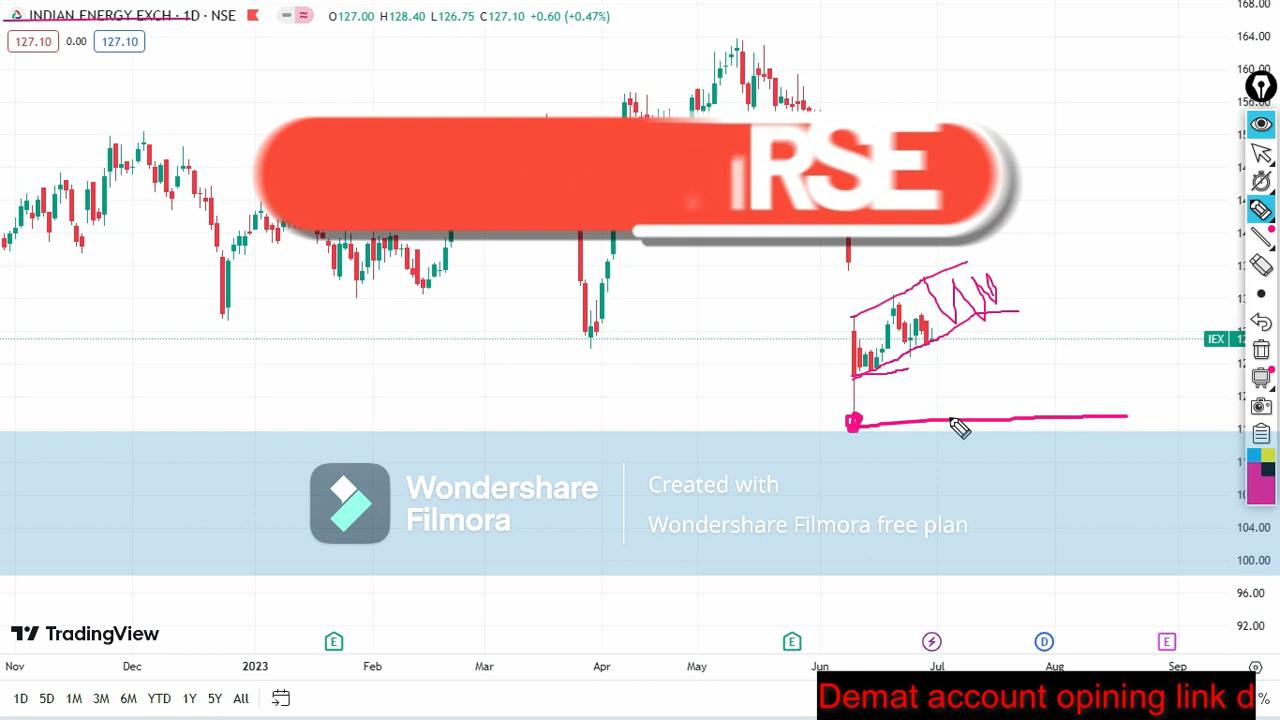 INDIAN ENERGY EXCH · 1D · NSE
O127.00 H128.40 L126.75 C127.10 +0.60 (+0.47%)
127.10 0.00 127.10
168.00
164.00
160.00
RSE
IEX
Wondershare
Filmora
Created with
Wondershare Filmora free plan
104.00
100.00
96.00
92.00
TradingView
E E D E
Nov Dec 2023 Feb Mar Apr May Jun Jul Aug Sep
1D 5D 1M 3M 6M YTD 1Y 5Y All %
Demat account opining link d